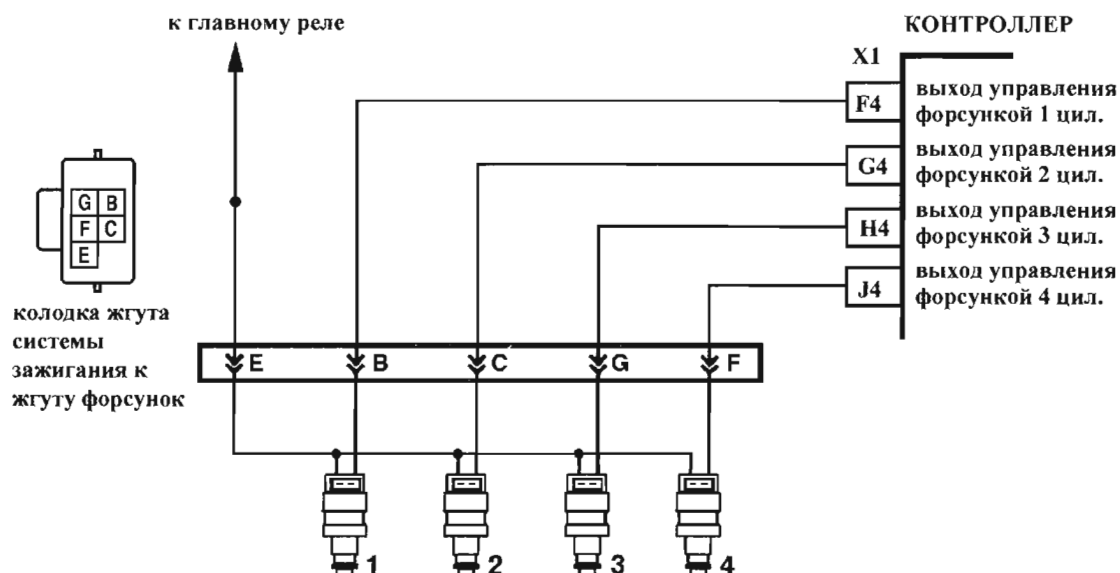 к главному реле
КОНТРОЛЛЕР
X1
F4
выход управления
форсункой 1 цил.
G4
выход управления
форсункой 2 цил.
H4
выход управления
форсункой 3 цил.
J4
выход управления
форсункой 4 цил.
G B
F C
E
колодка жгута
системы
зажигания к
жгуту форсунок
E B C G F
1 2 3 4